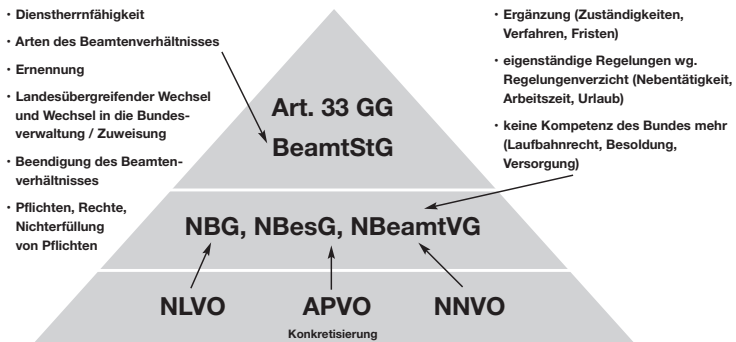 · Dienstherrnfähigkeit
· Arten des Beamtenverhältnisses
· Ernennung
· Landesübergreifender Wechsel
und Wechsel in die Bundes-
verwaltung / Zuweisung
· Beendigung des Beamten-
verhältnisses
· Pflichten, Rechte,
Nichterfüllung
von Pflichten
· Ergänzung (Zuständigkeiten,
Verfahren, Fristen)
· eigenständige Regelungen wg.
Regelungenverzicht (Nebentätigkeit,
Arbeitszeit, Urlaub)
· keine Kompetenz des Bundes mehr
(Laufbahnrecht, Besoldung,
Versorgung)
Art. 33 GG
BeamtStG
NBG, NBesG, NBeamtVG
NLVO APVO NNVO
Konkretisierung